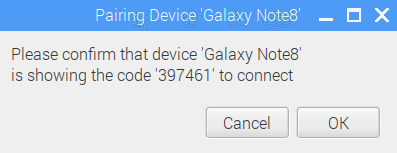 Pairing Device 'Galaxy Note8'
Please confirm that device 'Galaxy Note8'
is showing the code '397461' to connect
Cancel OK